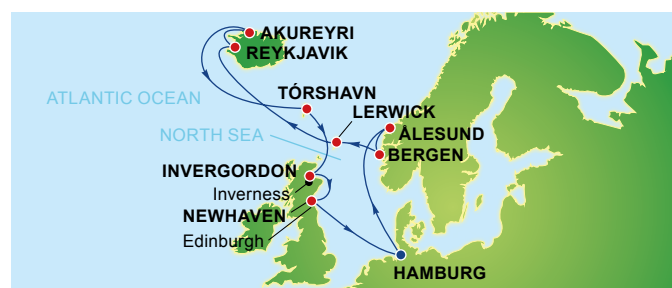 AKUREYRI
REYKJAVIK
ATLANTIC OCEAN
TÓRSHAVN
LERWICK
NORTH SEA
ÅLESUND
BERGEN
INVERGORDON
Inverness
NEWHAVEN
Edinburgh
HAMBURG